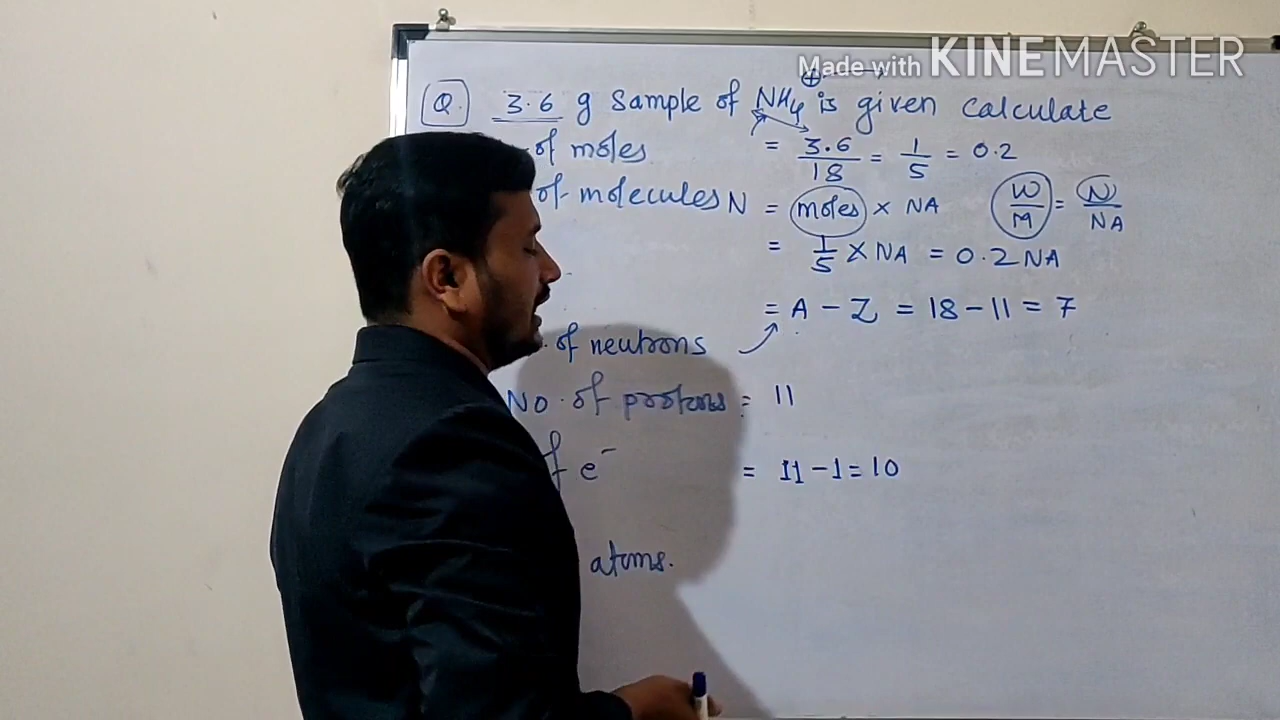 Made with KINEMASTER
Q. 3.6 g Sample of NH4⊕ is given calculate
of moles = 3.6/18 = 1/5 = 0.2
of molecules N = moles × NA W/M = N/NA
= 1/5 × NA = 0.2 NA
= A - Z = 18 - 11 = 7
. of neutrons
No. of protons = 11
f e⁻ = 11 - 1 = 10
atoms.